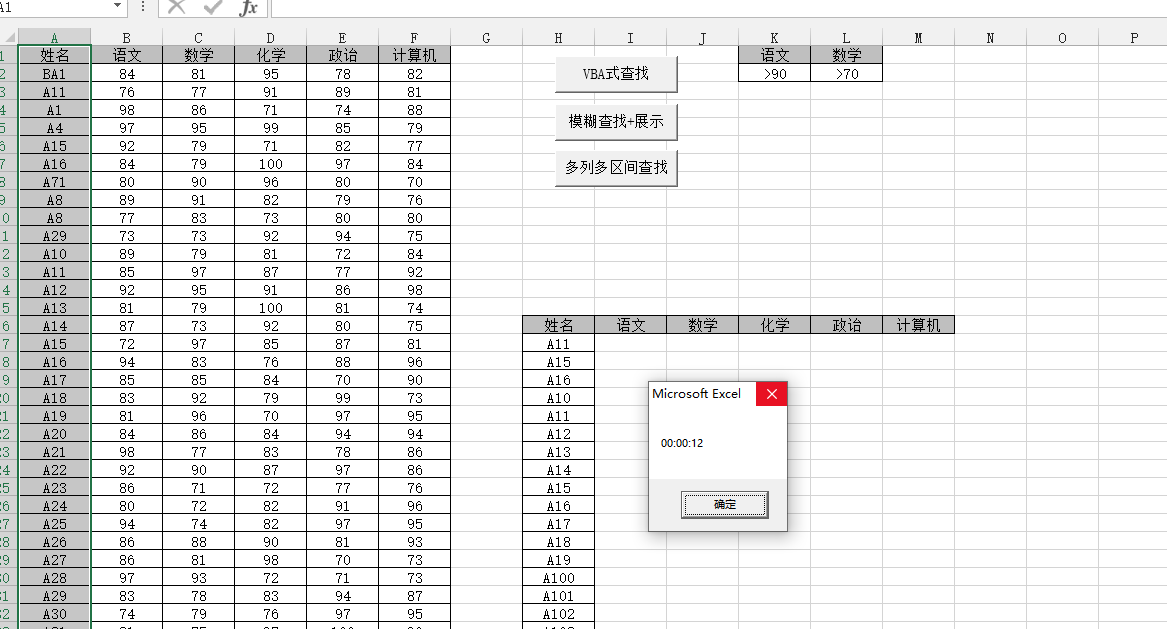 A1 fx
A B C D E F G H I J K L M N O P
1 姓名 语文 数学 化学 政治 计算机 语文 数学
2 BA1 84 81 95 78 82 VBA式查找 >90 >70
3 A11 76 77 91 89 81
4 A1 98 86 71 74 88
5 A4 97 95 99 85 79 模糊查找+展示
6 A15 92 79 71 82 77
7 A16 84 79 100 97 84 多列多区间查找
8 A71 80 90 96 80 70
9 A8 89 91 82 79 76
0 A8 77 83 73 80 80
1 A29 73 73 92 94 75
2 A10 89 79 81 72 84
3 A11 85 97 87 77 92
4 A12 92 95 91 86 98
5 A13 81 79 100 81 74
6 A14 87 73 92 80 75 姓名 语文 数学 化学 政治 计算机
7 A15 72 97 85 87 81 A11
8 A16 94 83 76 88 96 A15
9 A17 85 85 84 70 90 A16
20 A18 83 92 79 99 73 A10
21 A19 81 96 70 97 95 A11
22 A20 84 86 84 94 94 A12
23 A21 98 77 83 78 86 A13
24 A22 92 90 87 97 86 A14
25 A23 86 71 72 77 76 A15
26 A24 80 72 82 91 96 A16
27 A25 94 74 82 97 95 A17
28 A26 86 88 90 81 93 A18
29 A27 86 81 98 70 73 A19
30 A28 97 93 72 71 73 A100
31 A29 83 78 83 94 87 A101
32 A30 74 79 76 97 95 A102
Microsoft Excel
00:00:12
确定